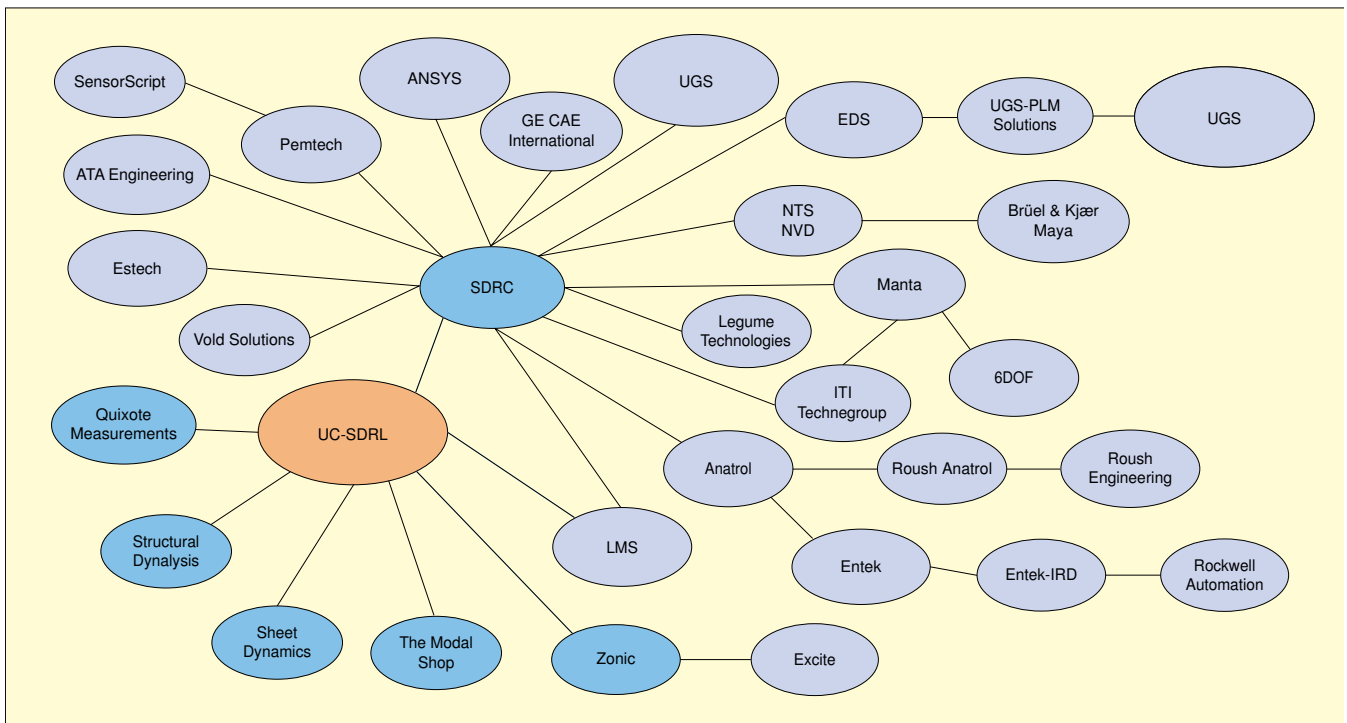 SensorScript
ANSYS
UGS
GE CAE
International
EDS
UGS-PLM
Solutions
UGS
Pemtech
ATA Engineering
NTS
NVD
Brüel & Kjær
Maya
Estech
SDRC
Manta
Vold Solutions
Legume
Technologies
6DOF
ITI
Technegroup
Quixote
Measurements
UC-SDRL
Anatrol
Roush Anatrol
Roush
Engineering
Structural
Dynalysis
LMS
Entek
Entek-IRD
Rockwell
Automation
Sheet
Dynamics
The Modal
Shop
Zonic
Excite